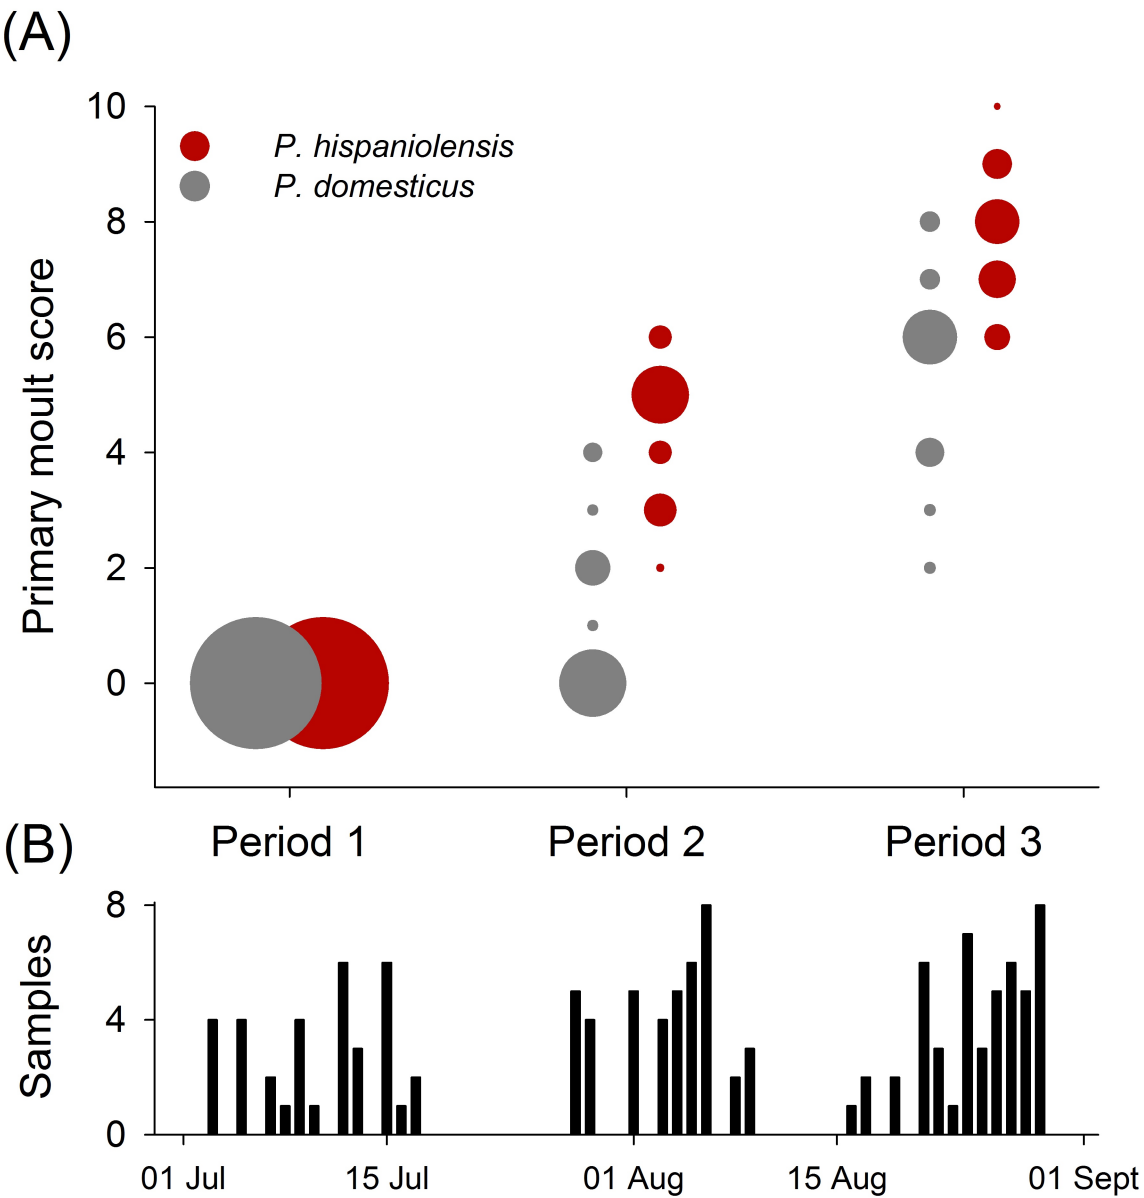 (A)
10
P. hispaniolensis
P. domesticus
8
6
4
2
0
Primary moult score
Period 1 Period 2 Period 3
(B)
8
4
0
Samples
01 Jul 15 Jul 01 Aug 15 Aug 01 Sept